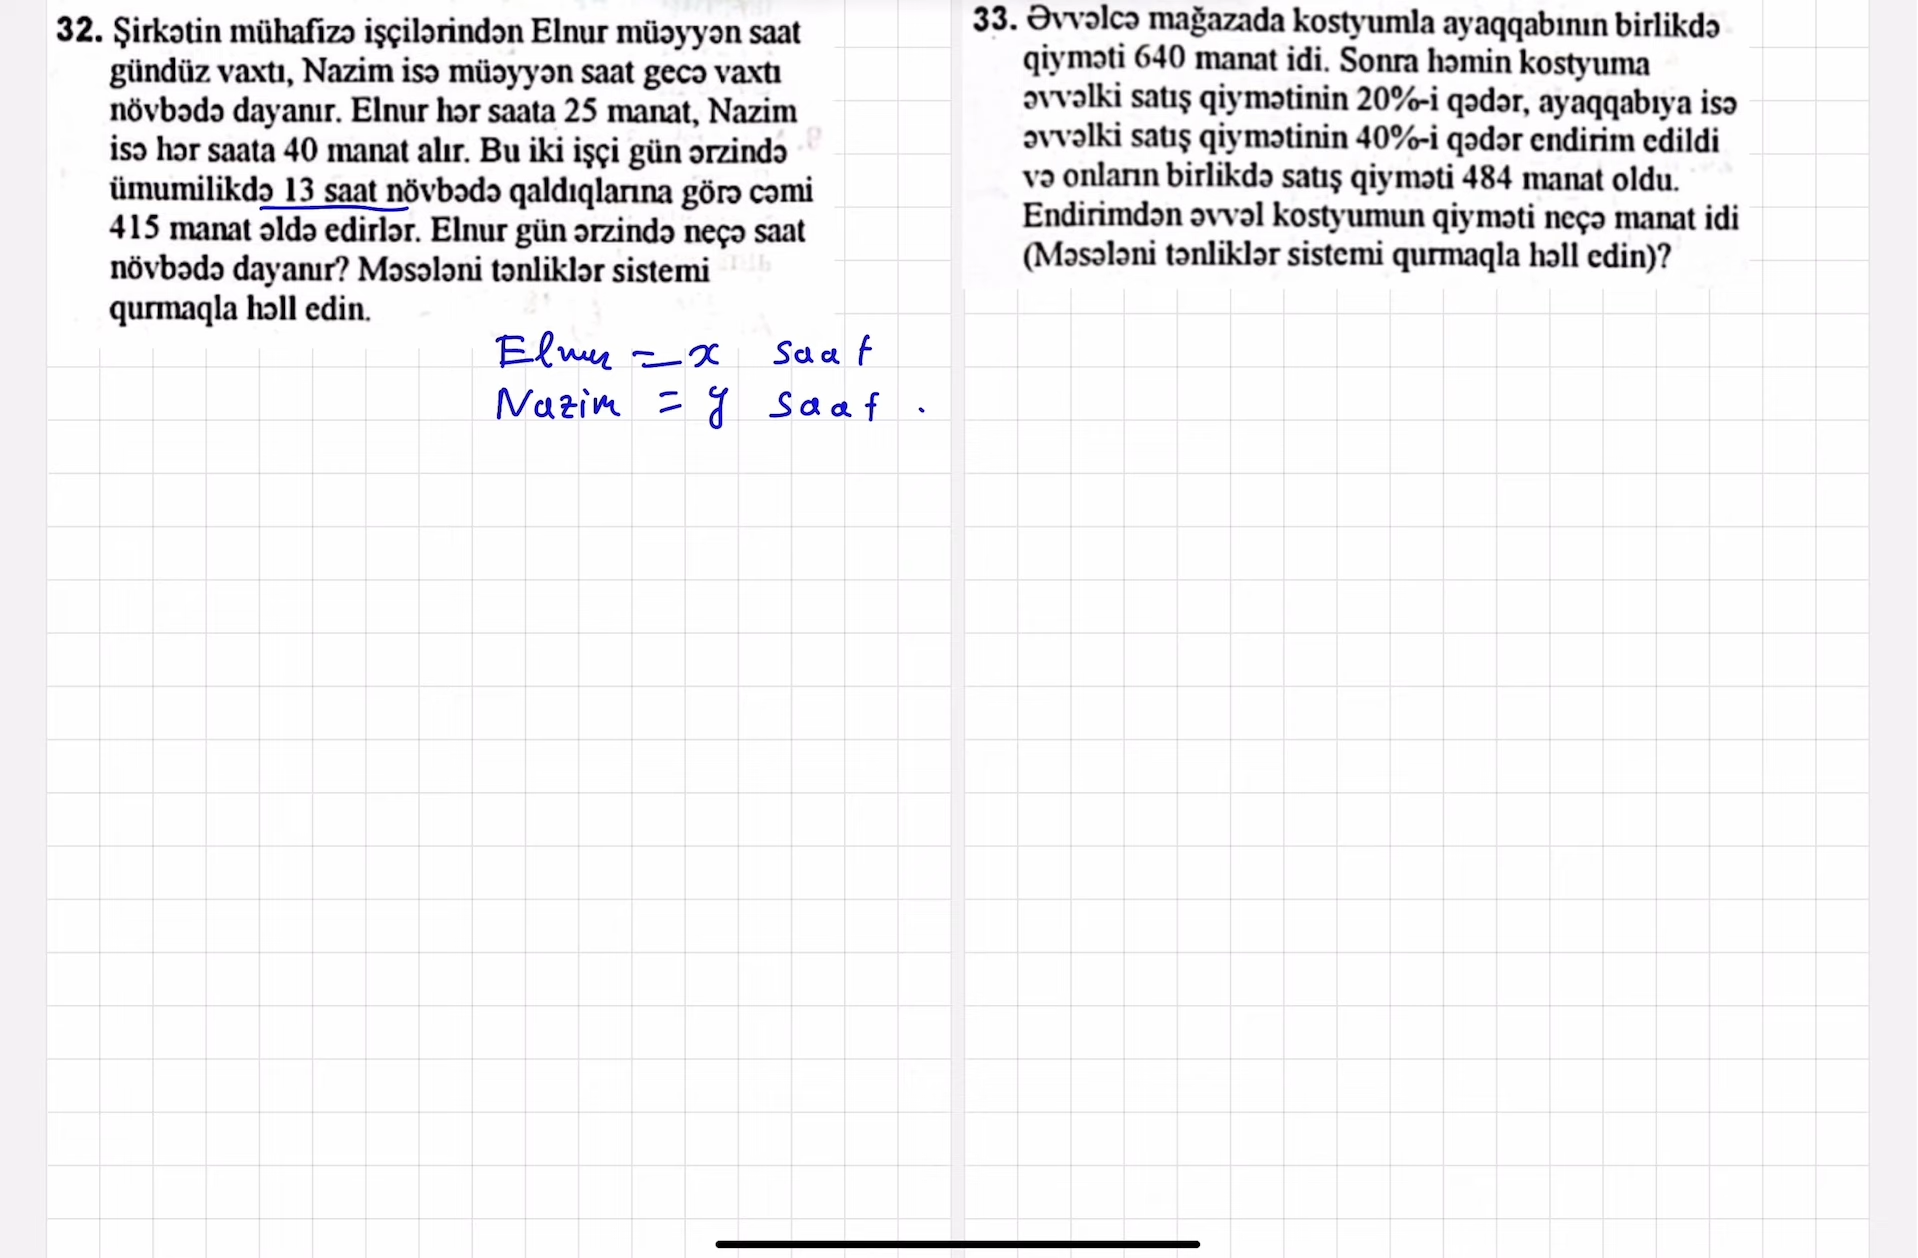 32. Şirkətin mühafizə işçilərindən Elnur müəyyən saat
gündüz vaxtı, Nazim isə müəyyən saat gecə vaxtı
növbədə dayanır. Elnur hər saata 25 manat, Nazim
isə hər saata 40 manat alır. Bu iki işçi gün ərzində
ümumilikdə 13 saat növbədə qaldıqlarına görə cəmi
415 manat əldə edirlər. Elnur gün ərzində neçə saat
növbədə dayanır? Məsələni tənliklər sistemi
qurmaqla həll edin.
Elnur = x saat
Nazim = y saat .
33. Əvvəlcə mağazada kostyumla ayaqqabının birlikdə
qiyməti 640 manat idi. Sonra həmin kostyuma
əvvəlki satış qiymətinin 20%-i qədər, ayaqqabıya isə
əvvəlki satış qiymətinin 40%-i qədər endirim edildi
və onların birlikdə satış qiyməti 484 manat oldu.
Endirimdən əvvəl kostyumun qiyməti neçə manat idi
(Məsələni tənliklər sistemi qurmaqla həll edin)?